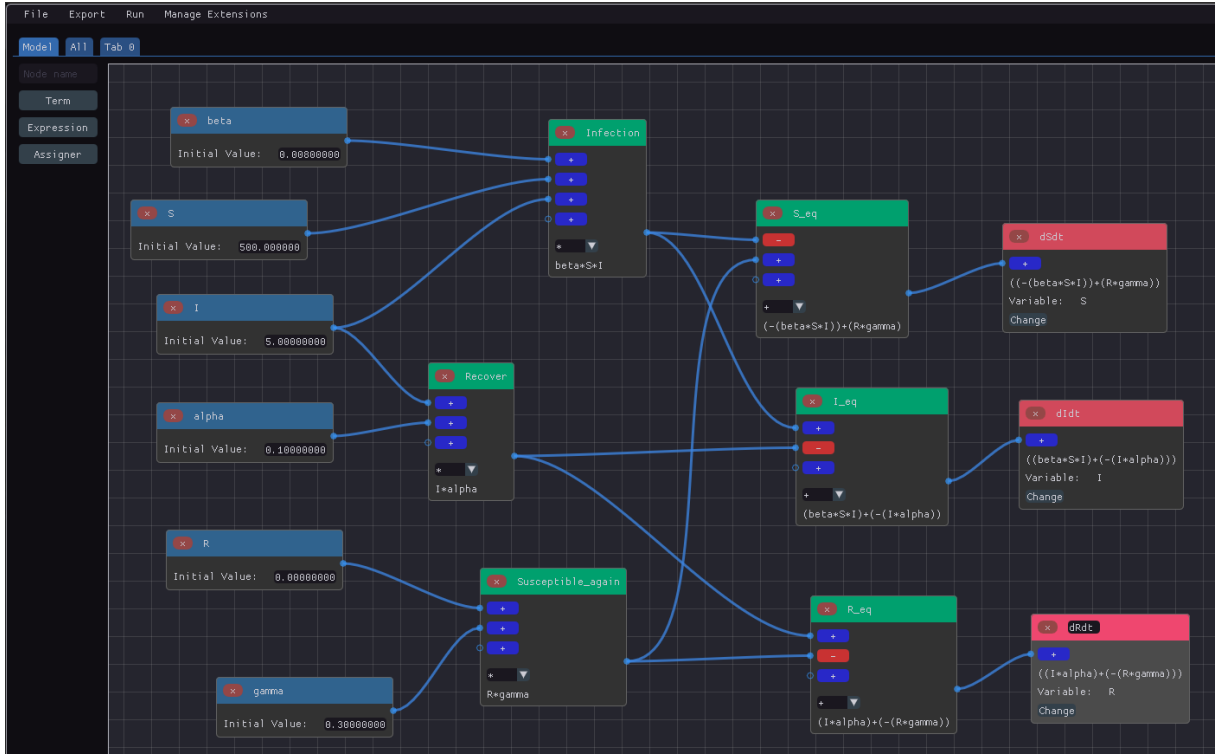 File Export Run Manage Extensions
Model All Tab 0
Node name
Term
Expression
Assigner
beta
Initial Value: 0.00000000
S
Initial Value: 500.000000
I
Initial Value: 5.00000000
alpha
Initial Value: 0.10000000
R
Initial Value: 0.00000000
gamma
Initial Value: 0.30000000
Infection
+
+
+
+
* ▼
beta*S*I
Recover
+
+
+
* ▼
I*alpha
Susceptible_again
+
+
+
* ▼
R*gamma
S_eq
-
+
+
+ ▼
(-(beta*S*I))+(R*gamma)
I_eq
+
-
+
+ ▼
(beta*S*I)+(-(I*alpha))
R_eq
+
-
+
+ ▼
(I*alpha)+(-(R*gamma))
dSdt
+
((-(beta*S*I))+(R*gamma))
Variable: S
Change
dIdt
+
((beta*S*I)+(-(I*alpha)))
Variable: I
Change
dRdt
+
((I*alpha)+(-(R*gamma)))
Variable: R
Change